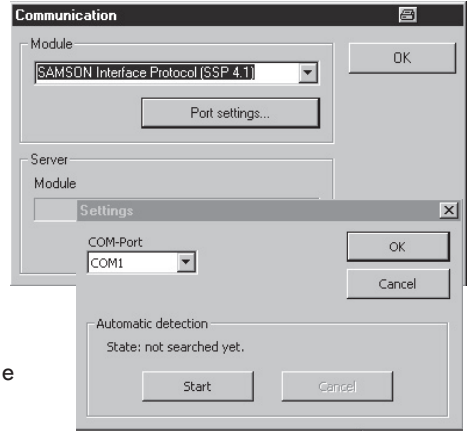 Communication
Module
OK
SAMSON Interface Protocol (SSP 4.1)
Port settings...
Server
Module
Settings
COM-Port
COM1
OK
Cancel
Automatic detection
State: not searched yet.
Start
Cancel
e